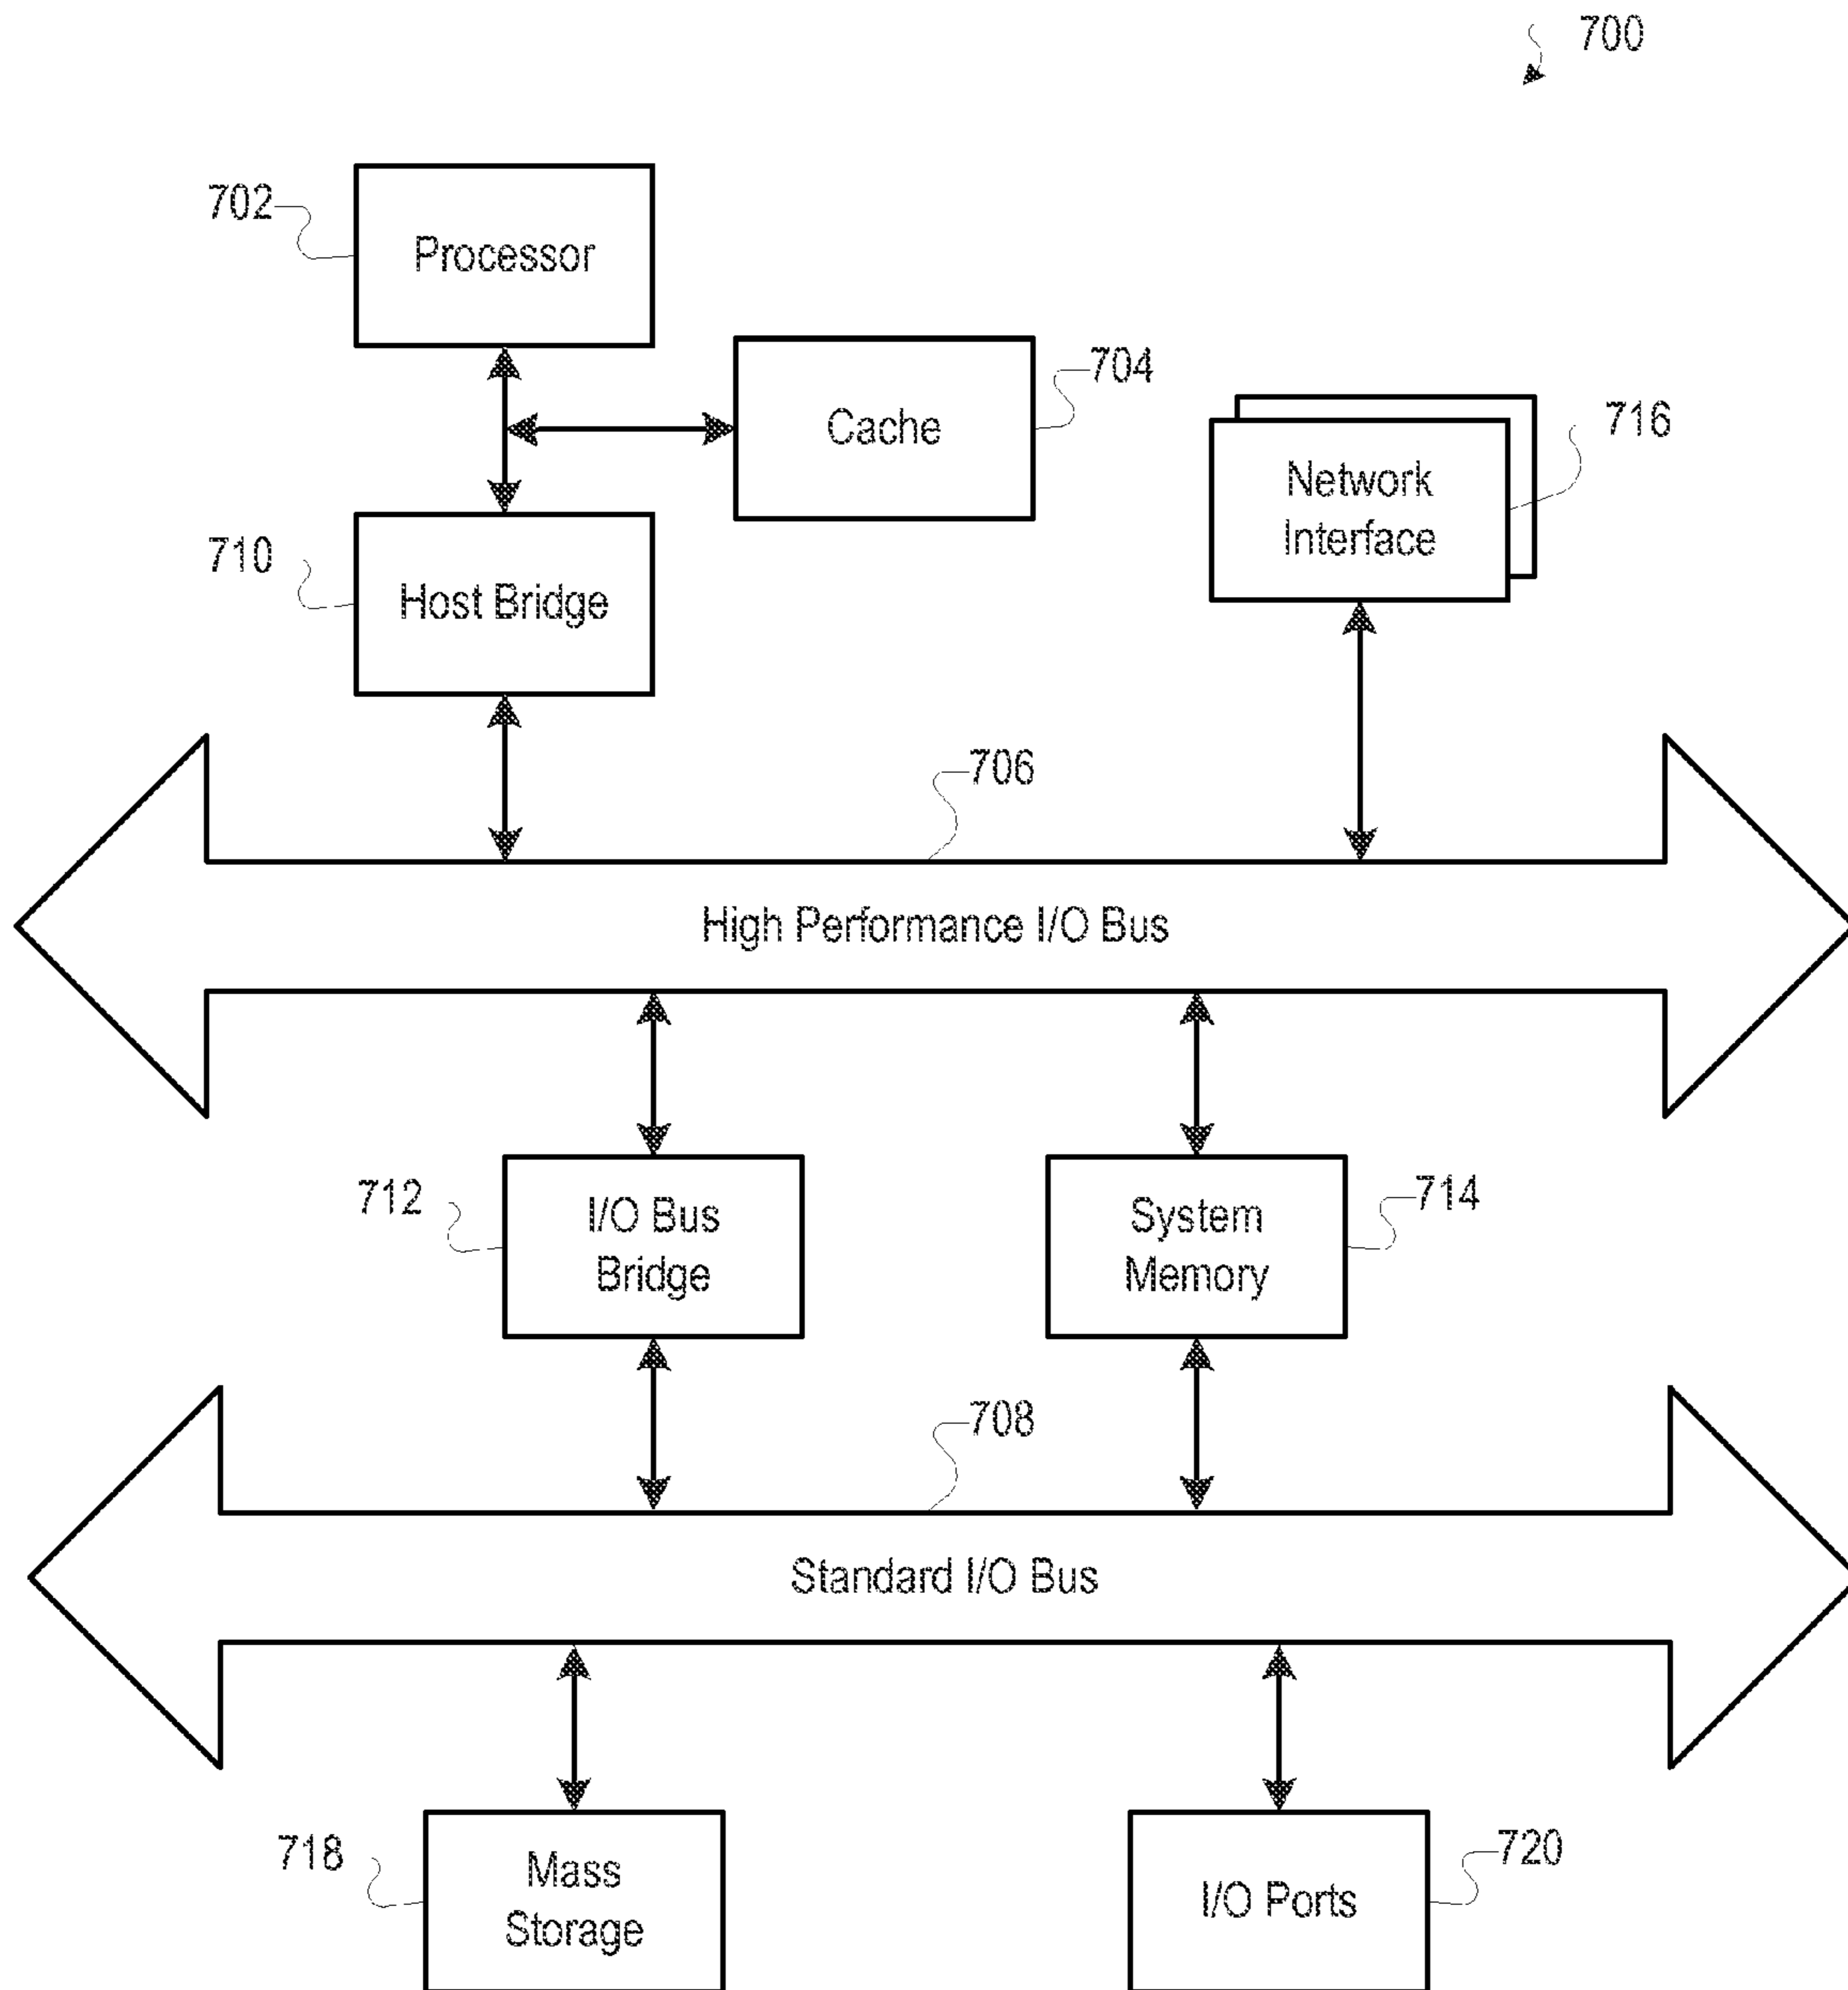 700
702
Processor
704
Cache
716
Network
Interface
710
Host Bridge
706
High Performance I/O Bus
712
I/O Bus
Bridge
714
System
Memory
708
Standard I/O Bus
718
Mass
Storage
720
I/O Ports